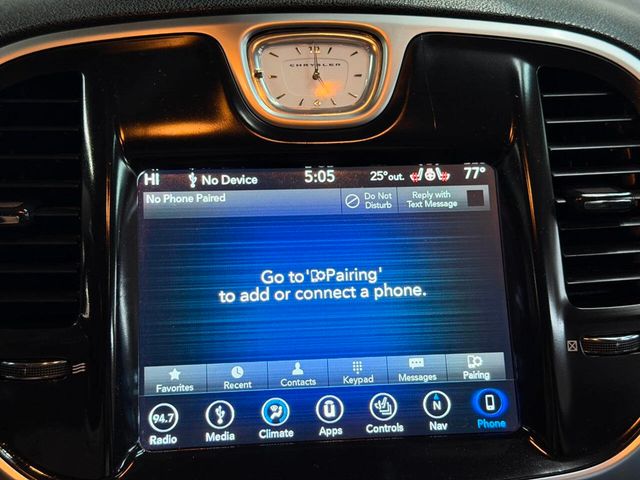 10
CHRYSLER
Hi No Device 5:05 25°out. 77°
No Phone Paired
Do Not
Disturb
Reply with
Text Message
Go to 'Pairing'
to add or connect a phone.
Favorites Recent Contacts Keypad Messages Pairing
94.7 N
Radio Media Climate Apps Controls Nav Phone